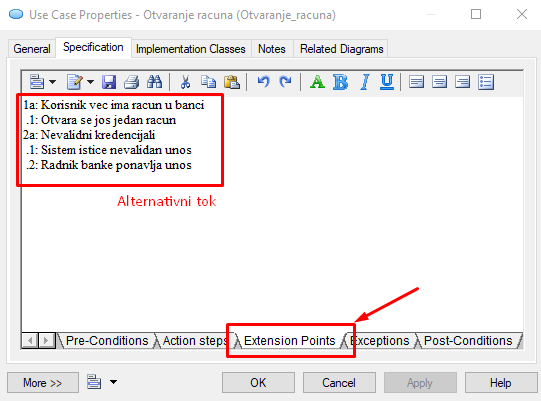 Use Case Properties - Otvaranje racuna (Otvaranje_racuna)
General Specification Implementation Classes Notes Related Diagrams
A B I U
1a: Korisnik vec ima racun u banci
.1: Otvara se jos jedan racun
2a: Nevalidni kredencijali
.1: Sistem istice nevalidan unos
.2: Radnik banke ponavlja unos
Alternativni tok
Pre-Conditions Action steps Extension Points Exceptions Post-Conditions
More >> OK Cancel Apply Help